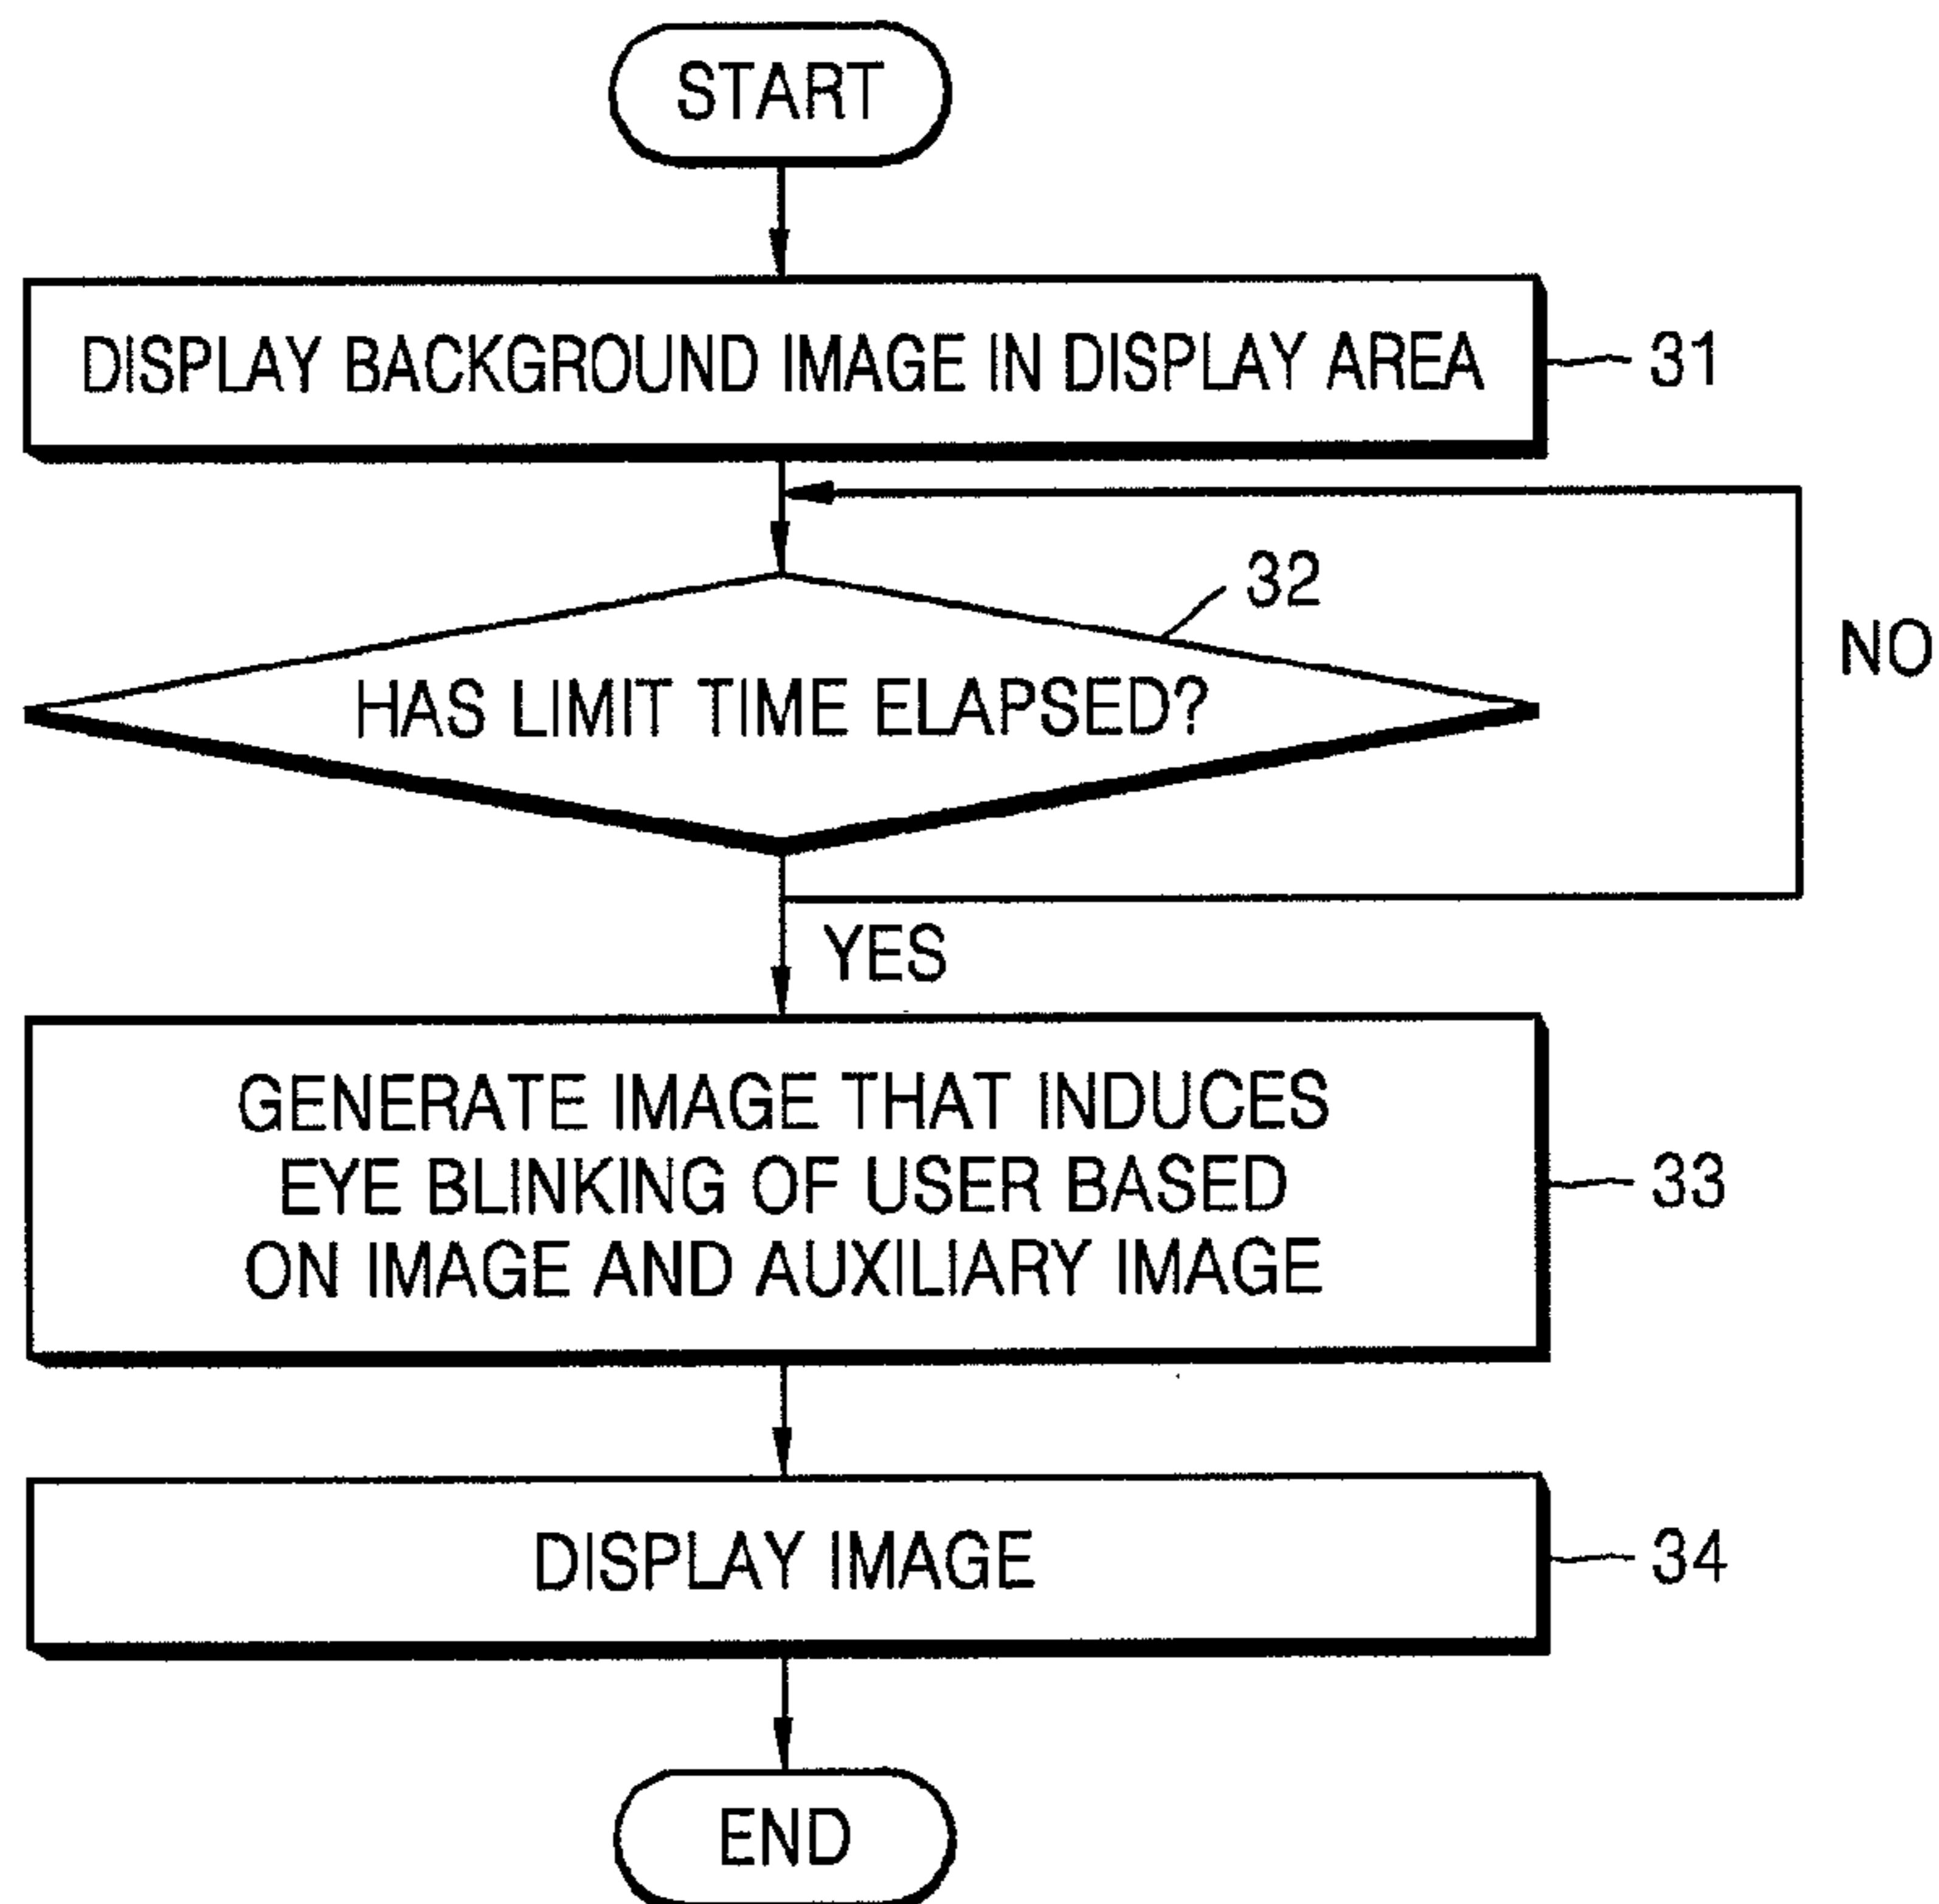 START
DISPLAY BACKGROUND IMAGE IN DISPLAY AREA
31
32
HAS LIMIT TIME ELAPSED?
NO
YES
GENERATE IMAGE THAT INDUCES
EYE BLINKING OF USER BASED
ON IMAGE AND AUXILIARY IMAGE
33
DISPLAY IMAGE
34
END